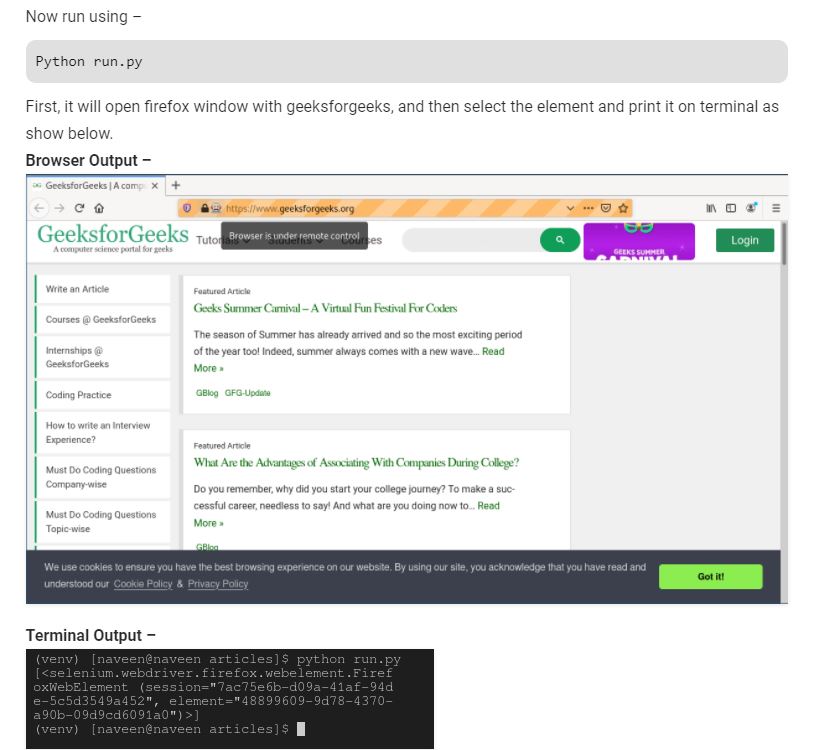 Now run using –
Python run.py
First, it will open firefox window with geeksforgeeks, and then select the element and print it on terminal as
show below.
Browser Output –
GeeksforGeeks | A comp
https://www.geeksforgeeks.org
GeeksforGeeks
A computer science portal for geeks
Tutorials
Students
Courses
Browser is under remote control
GEEKS SUMMER
CARNIVAL
Login
Write an Article
Courses @ GeeksforGeeks
Internships @
GeeksforGeeks
Coding Practice
How to write an Interview
Experience?
Must Do Coding Questions
Company-wise
Must Do Coding Questions
Topic-wise
Featured Article
Geeks Summer Carnival – A Virtual Fun Festival For Coders
The season of Summer has already arrived and so the most exciting period
of the year too! Indeed, summer always comes with a new wave... Read
More »
GBlog GFG-Update
Featured Article
What Are the Advantages of Associating With Companies During College?
Do you remember, why did you start your college journey? To make a suc-
cessful career, needless to say! And what are you doing now to... Read
More »
GBlog
We use cookies to ensure you have the best browsing experience on our website. By using our site, you acknowledge that you have read and
understood our Cookie Policy & Privacy Policy
Got it!
Terminal Output –
(venv) [naveen@naveen articles]$ python run.py
[<selenium.webdriver.firefox.webelement.Firef
oxWebElement (session="7ac75e6b-d09a-41af-94d
e-5c5d3549a452", element="48899609-9d78-4370-
a90b-09d9cd6091a0")>]
(venv) [naveen@naveen articles]$